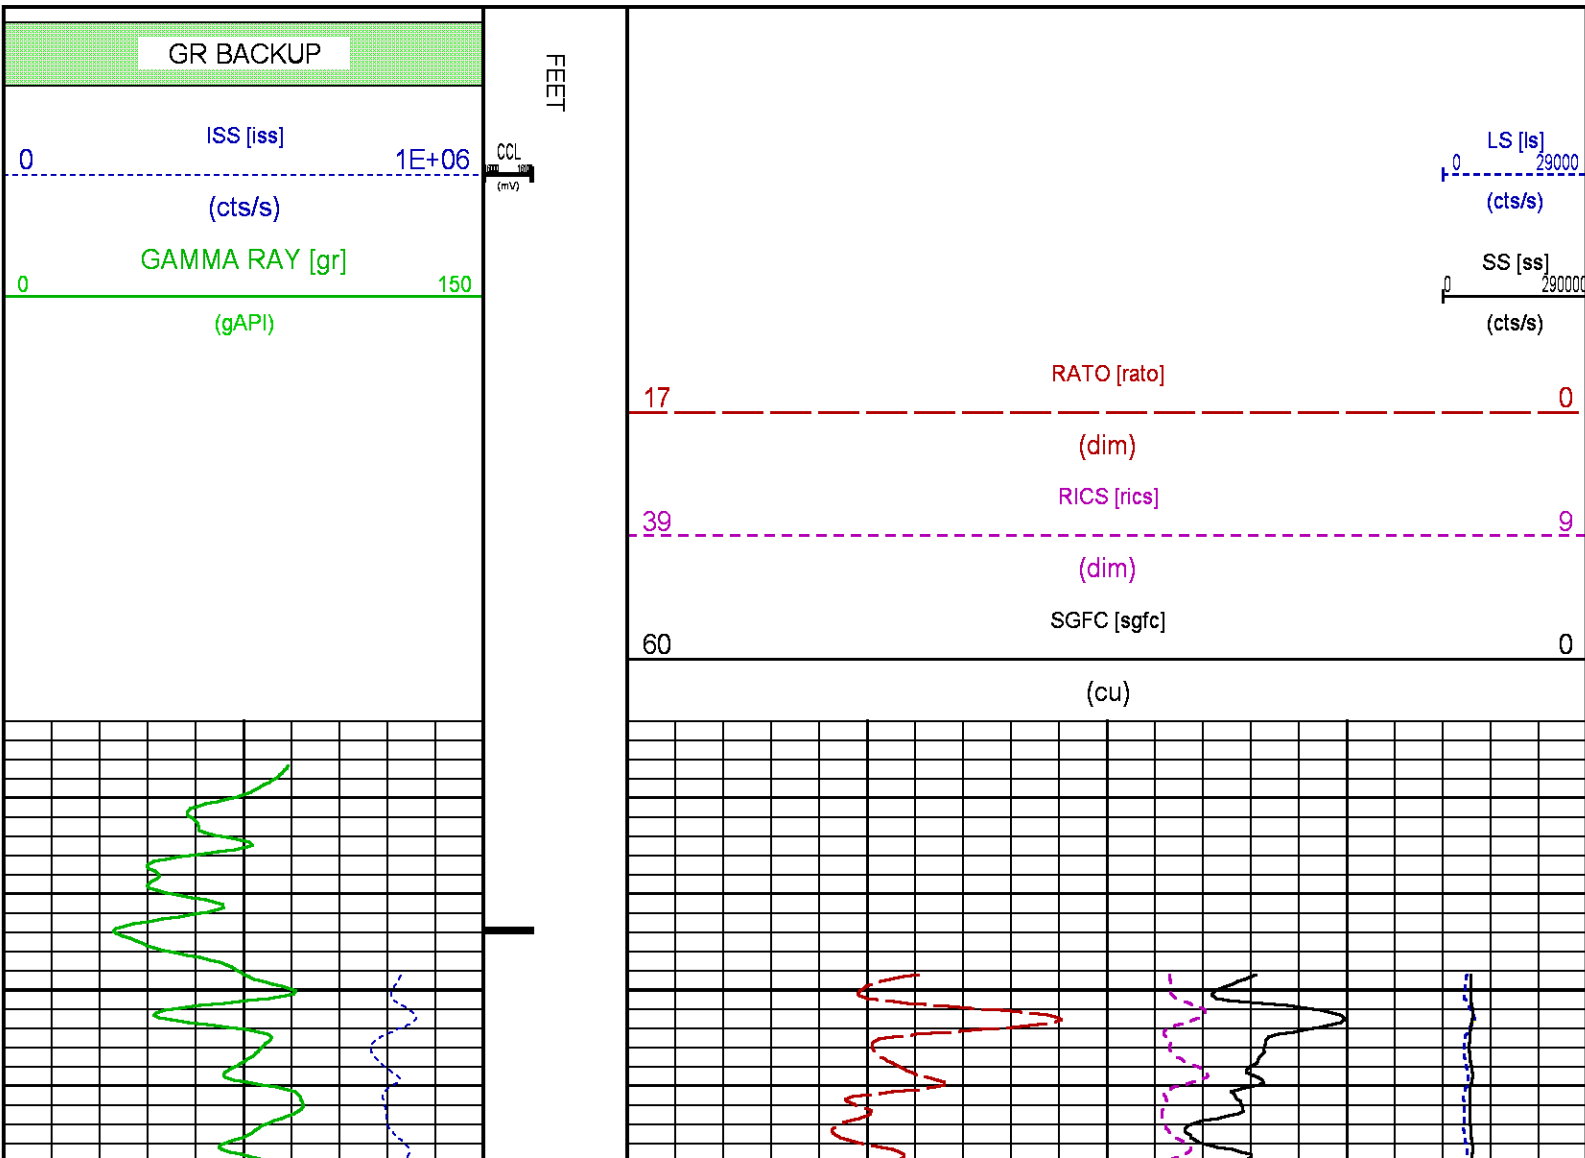 GR BACKUP
ISS [iss]
0 1E+06
(cts/s)
GAMMA RAY [gr]
0 150
(gAPI)
FEET
CCL
(mV)
LS [ls]
0 29000
(cts/s)
SS [ss]
0 290000
(cts/s)
RATO [rato]
17 0
(dim)
RICS [rics]
39 9
(dim)
SGFC [sgfc]
60 0
(cu)